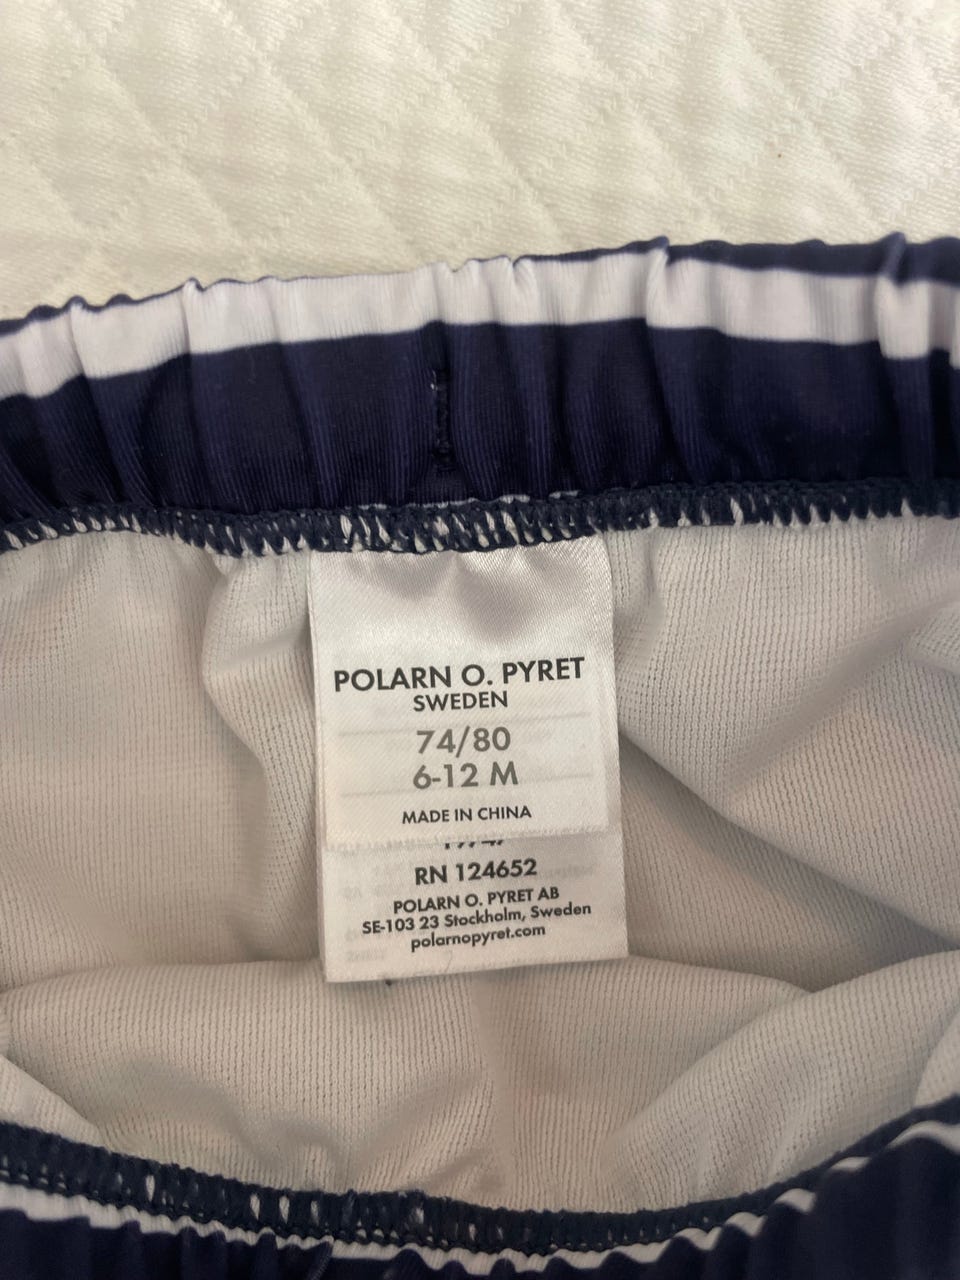 POLARN O. PYRET
SWEDEN
74/80
6-12 M
MADE IN CHINA
RN 124652
POLARN O. PYRET AB
SE-103 23 Stockholm, Sweden
polarnopyret.com